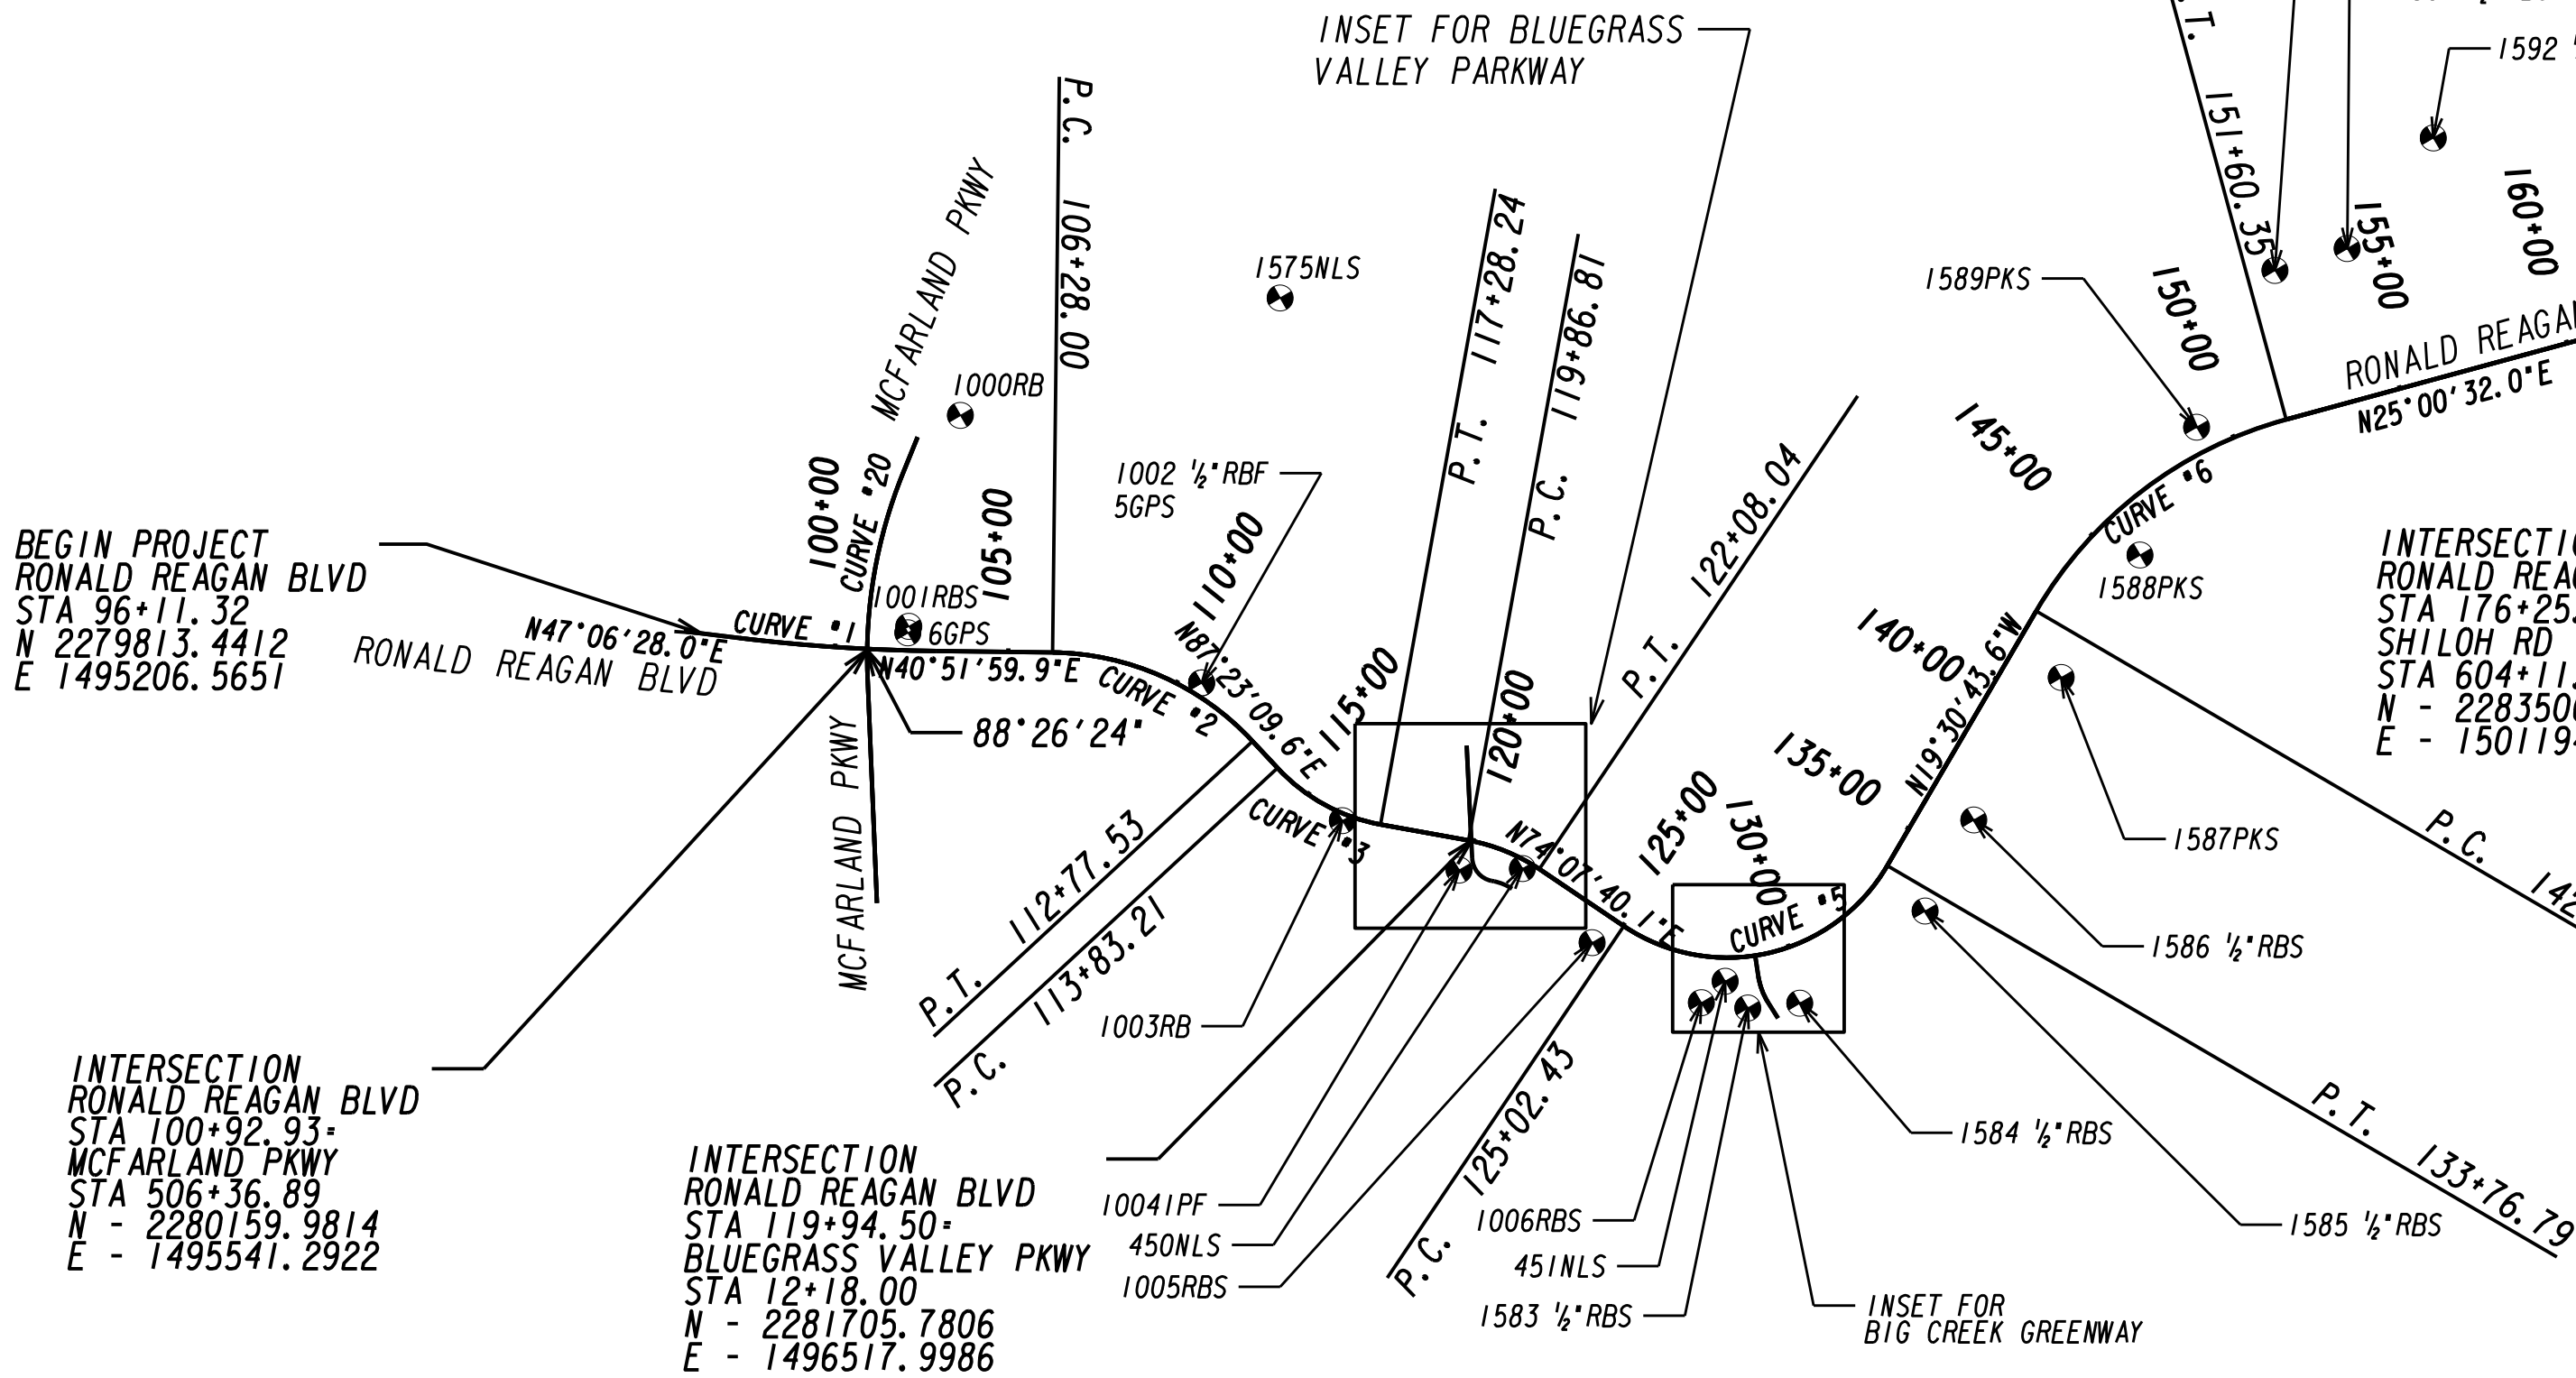 INSET FOR BLUEGRASS
VALLEY PARKWAY
P.C. 106+28.00
MCFARLAND PKWY
1575NLS
1000RB
P.T. 117+28.24
P.C. 119+86.81
.T. 151+60.35
1592
160+00
155+00
150+00
1589PKS
RONALD REAGAN
N25°00'32.0"E
145+00
CURVE #6
1588PKS
100+00
CURVE #20
105+00
1002 ½"RBF
5GPS
110+00
P.T. 122+08.04
BEGIN PROJECT
RONALD REAGAN BLVD
STA 96+11.32
N 2279813.4412
E 1495206.5651
N47°06'28.0"E
CURVE #1
RONALD REAGAN BLVD
1001RBS
6GPS
N40°51'59.9"E
CURVE #2
N87°23'09.6"E
88°26'24"
MCFARLAND PKWY
115+00
120+00
CURVE #3
N74°07'40.1"E
125+00
130+00
CURVE #5
135+00
140+00
N19°30'43.6"W
INTERSECTI
RONALD REA
STA 176+25
SHILOH RD
STA 604+11.
N - 228350
E - 150119
1587PKS
P.C. 142
1586 ½"RBS
P.T. 112+77.53
P.C. 113+83.21
1003RB
P.C. 125+02.43
1584 ½"RBS
P.T. 133+76.79
1585 ½"RBS
INTERSECTION
RONALD REAGAN BLVD
STA 100+92.93=
MCFARLAND PKWY
STA 506+36.89
N - 2280159.9814
E - 1495541.2922
INTERSECTION
RONALD REAGAN BLVD
STA 119+94.50=
BLUEGRASS VALLEY PKWY
STA 12+18.00
N - 2281705.7806
E - 1496517.9986
1004IPF
450NLS
1005RBS
1006RBS
451NLS
1583 ½"RBS
INSET FOR
BIG CREEK GREENWAY